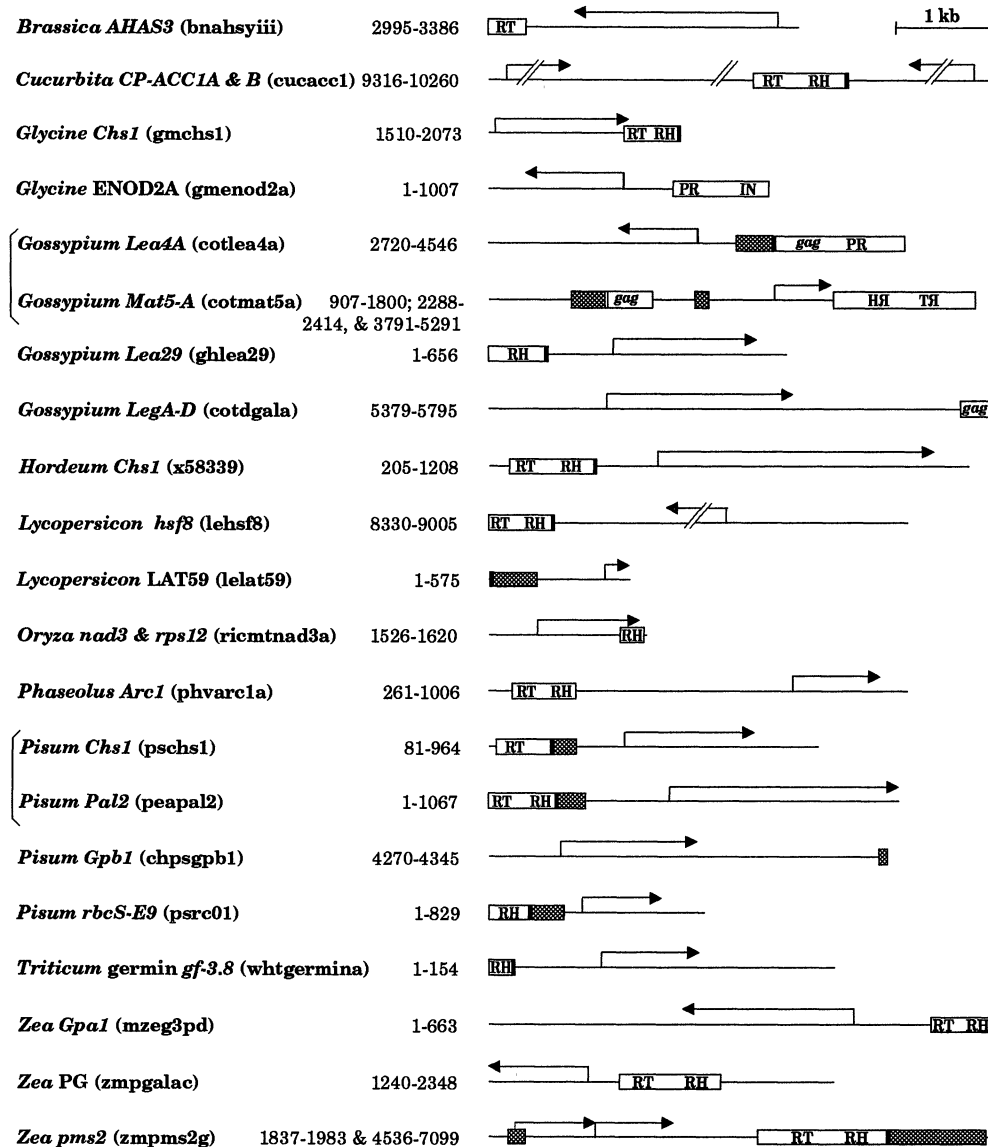 Brassica AHAS3 (bnahsyiii) 2995-3386 RT 1 kb
Cucurbita CP-ACC1A & B (cucacc1) 9316-10260 RT RH
Glycine Chs1 (gmchs1) 1510-2073 RT RH
Glycine ENOD2A (gmenod2a) 1-1007 PR IN
Gossypium Lea4A (cotlea4a) 2720-4546 gag PR
Gossypium Mat5-A (cotmat5a) 907-1800; 2288- gag HЯ TЯ
2414, & 3791-5291
Gossypium Lea29 (ghlea29) 1-656 RH
Gossypium LegA-D (cotdgala) 5379-5795 gag
Hordeum Chs1 (x58339) 205-1208 RT RH
Lycopersicon hsf8 (lehsf8) 8330-9005 RT RH
Lycopersicon LAT59 (lelat59) 1-575
Oryza nad3 & rps12 (ricmtnad3a) 1526-1620 RH
Phaseolus Arc1 (phvarc1a) 261-1006 RT RH
Pisum Chs1 (pschs1) 81-964 RT
Pisum Pal2 (peapal2) 1-1067 RT RH
Pisum Gpb1 (chpsgpb1) 4270-4345
Pisum rbcS-E9 (psrc01) 1-829 RH
Triticum germin gf-3.8 (whtgermina) 1-154 RH
Zea Gpa1 (mzeg3pd) 1-663 RT RH
Zea PG (zmpgalac) 1240-2348 RT RH
Zea pms2 (zmpms2g) 1837-1983 & 4536-7099 RT RH